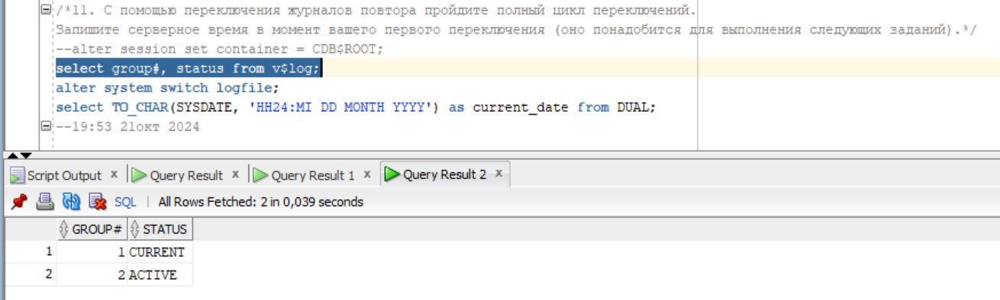 /*11. С помощью переключения журналов повтора пройдите полный цикл переключений.
Запишите серверное время в момент вашего первого переключения (оно понадобится для выполнения следующих заданий).*/
--alter session set container = CDB$ROOT;
select group#, status from v$log;
alter system switch logfile;
select TO_CHAR(SYSDATE, 'HH24:MI DD MONTH YYYY') as current_date from DUAL;
--19:53 21окт 2024
Script Output x Query Result x Query Result 1 x Query Result 2 x
SQL | All Rows Fetched: 2 in 0,039 seconds
GROUP# STATUS
1 1 CURRENT
2 2 ACTIVE